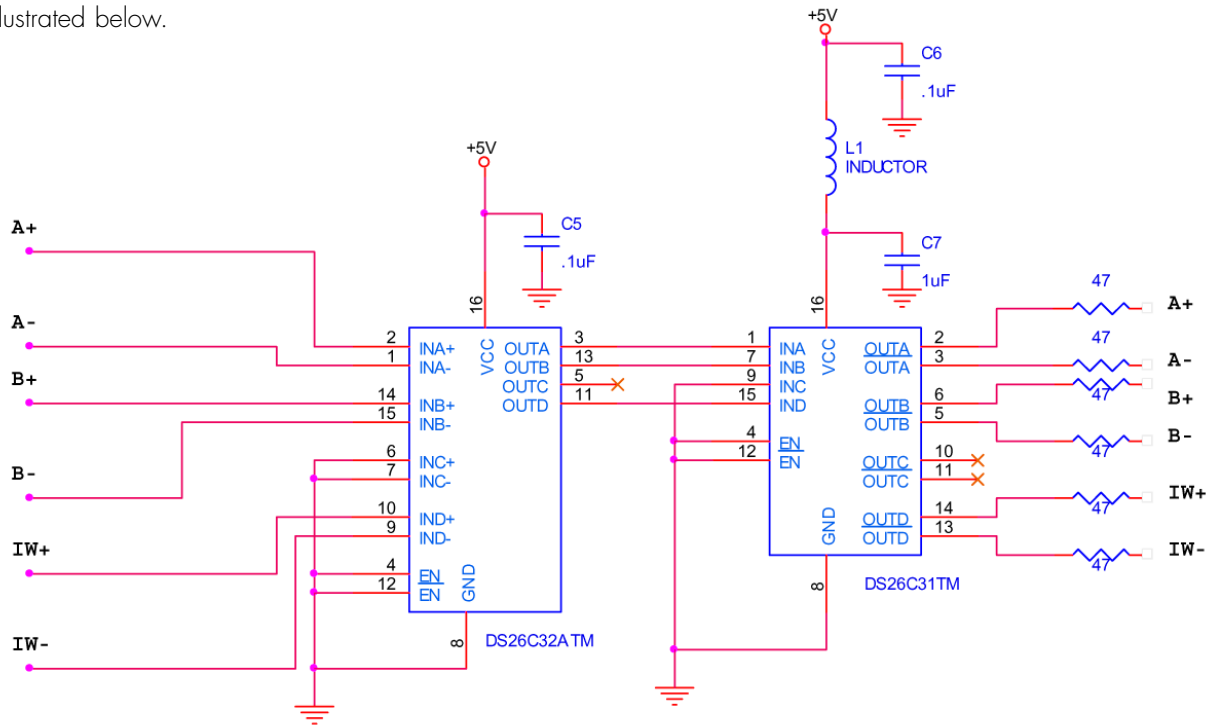 lustrated below.
+5V
C6
.1uF
L1
INDUCTOR
+5V
C5
.1uF
C7
1uF
A+
A-
B+
B-
IW+
IW-
16
2 INA+
1 INA-
14 INB+
15 INB-
6 INC+
7 INC-
10 IND+
9 IND-
4 EN
12 EN
VCC
OUTA 3
OUTB 13
OUTC 5
OUTD 11
GND
8
DS26C32ATM
16
1 INA
7 INB
9 INC
15 IND
4 EN
12 EN
VCC
OUTA 2
OUTA 3
OUTB 6
OUTB 5
OUTC 10
OUTC 11
OUTD 14
OUTD 13
GND
8
DS26C31TM
47 A+
47 A-
47 B+
47 B-
47 IW+
47 IW-